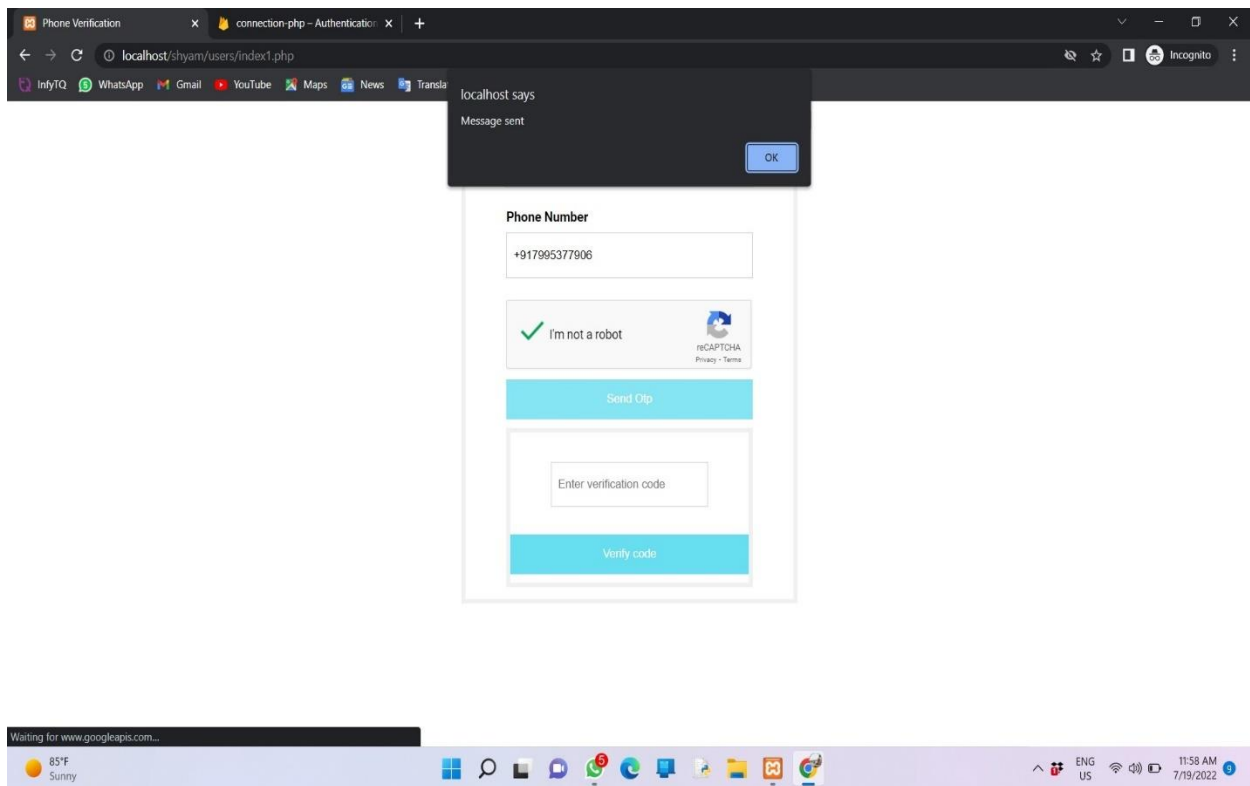 Phone Verification
connection-php – Authentication
localhost/shyam/users/index1.php
Incognito
InfyTQ WhatsApp Gmail YouTube Maps News Transla
localhost says
Message sent
OK
Phone Number
+917995377906
I'm not a robot
reCAPTCHA
Privacy - Terms
Send Otp
Enter verification code
Verify code
Waiting for www.googleapis.com...
85°F
Sunny
5
ENG
US
11:58 AM
7/19/2022
9